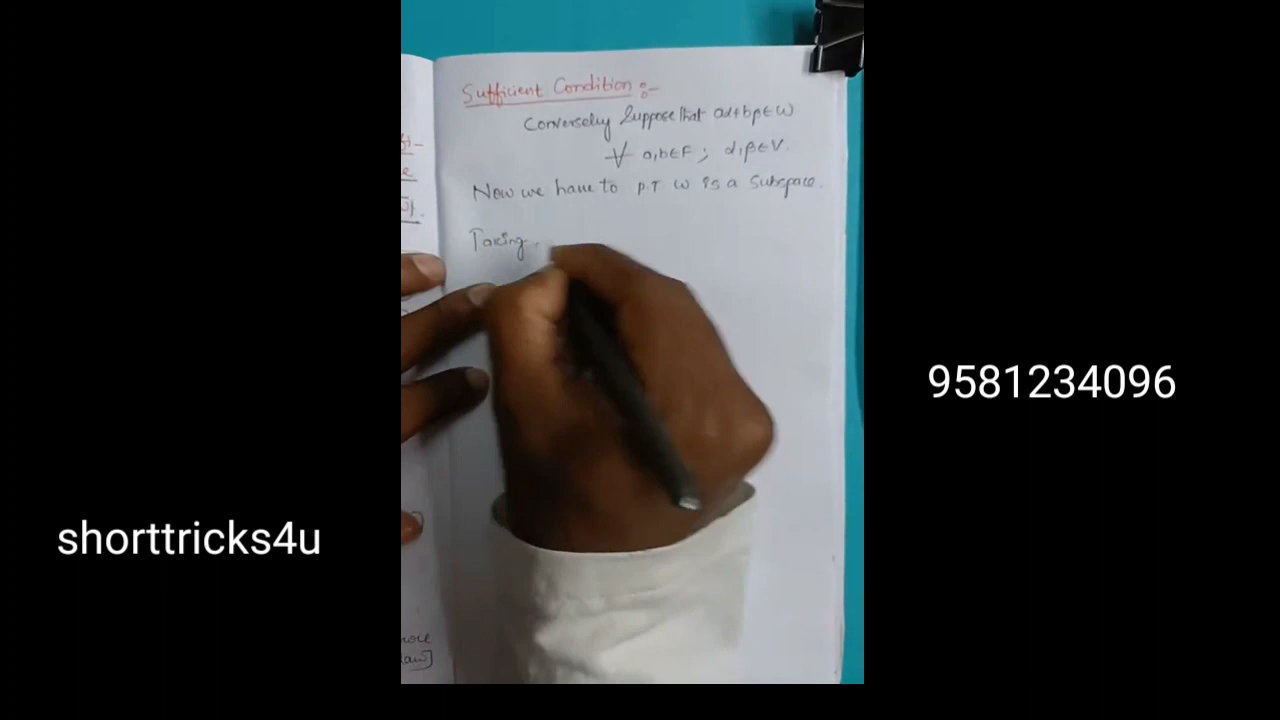 Sufficient Condition :-
Conversely Suppose that aα+bβ∈W
∀ a,b∈F ; α,β∈V.
Now we have to P.T W is a Subspace.
Taking
9581234096
shorttricks4u